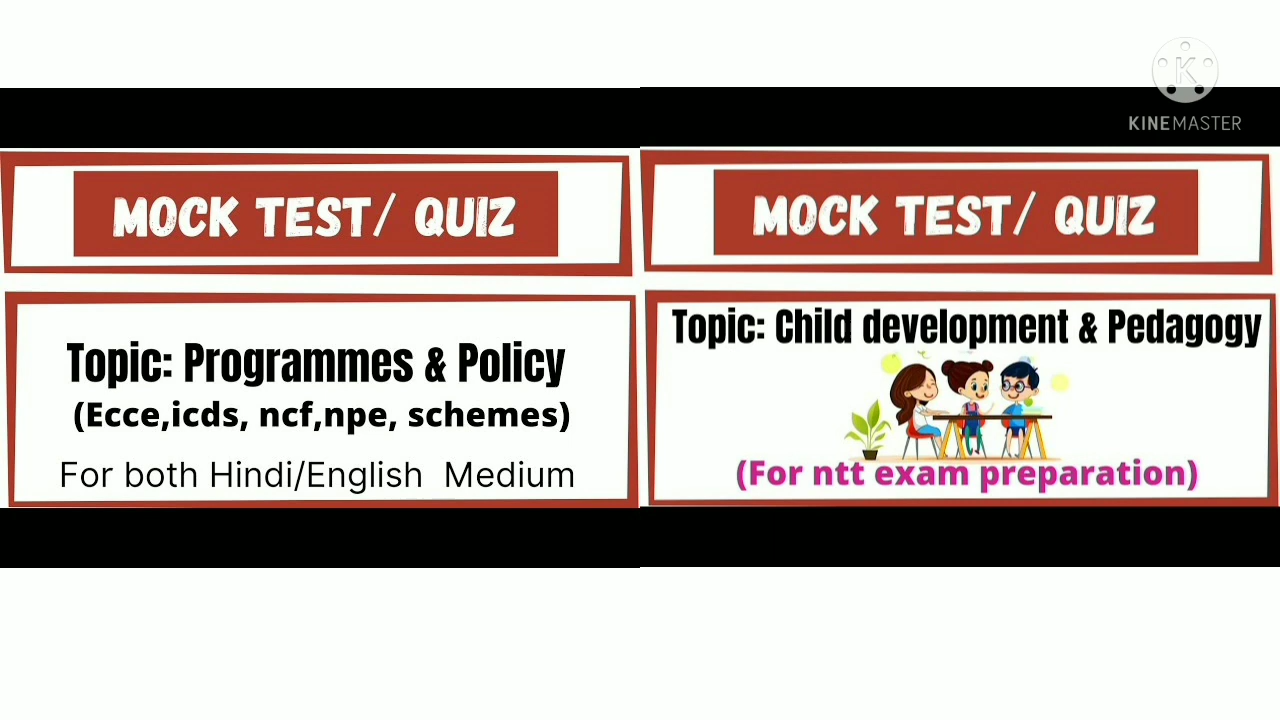 MOCK TEST/ QUIZ
Topic: Programmes & Policy
(Ecce,icds, ncf,npe, schemes)
For both Hindi/English Medium
K
KINEMASTER
MOCK TEST/ QUIZ
Topic: Child development & Pedagogy
(For ntt exam preparation)